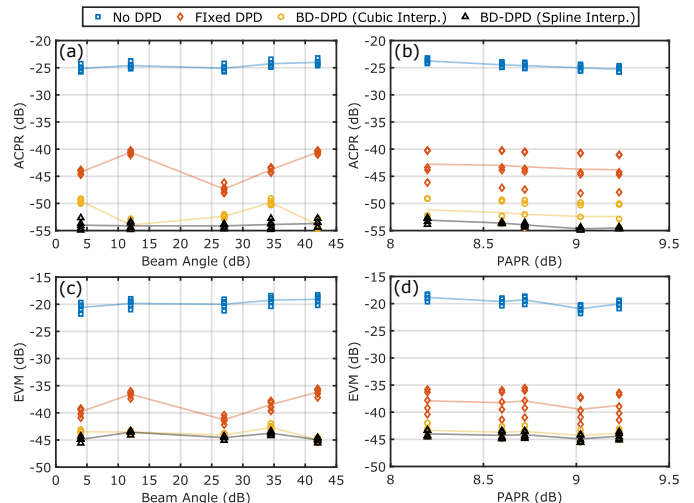 No DPD FIxed DPD BD-DPD (Cubic Interp.) BD-DPD (Spline Interp.)
(a)
ACPR (dB)
-20
-25
-30
-35
-40
-45
-50
-55
0 5 10 15 20 25 30 35 40 45
Beam Angle (dB)
(b)
ACPR (dB)
-20
-25
-30
-35
-40
-45
-50
-55
8 8.5 9 9.5
PAPR (dB)
(c)
EVM (dB)
-15
-20
-25
-30
-35
-40
-45
-50
0 5 10 15 20 25 30 35 40 45
Beam Angle (dB)
(d)
EVM (dB)
-15
-20
-25
-30
-35
-40
-45
-50
8 8.5 9 9.5
PAPR (dB)